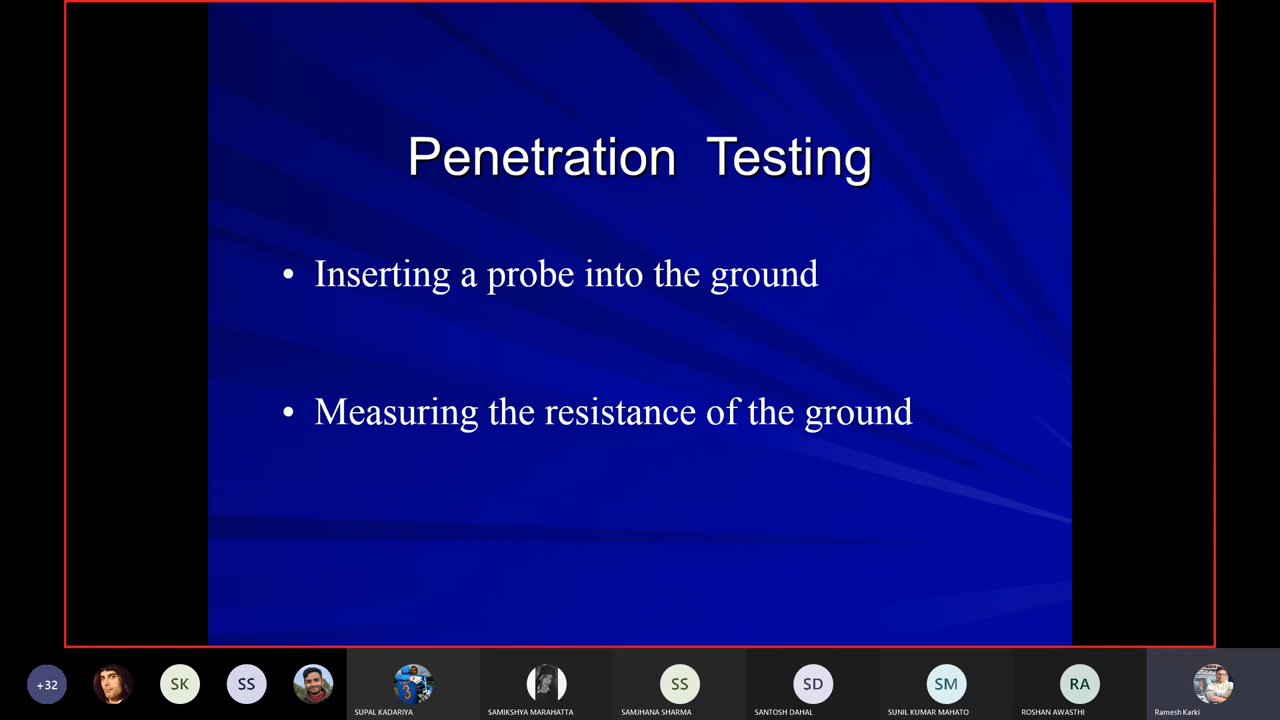 Penetration Testing
• Inserting a probe into the ground
• Measuring the resistance of the ground
+32
SK
SS
SUPAL KADARIYA
SAMIKSHYA MARAHATTA
SS
SAMJHANA SHARMA
SD
SANTOSH DAHAL
SM
SUNIL KUMAR MAHATO
RA
ROSHAN AWASTHI
Ramesh Karki